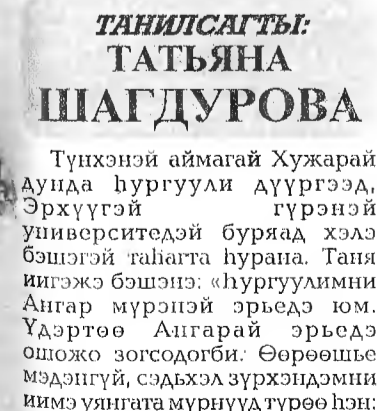 ТАНИЛСАГТЫ:
ТАТЬЯНА
ШАГДУРОВА
Түнхэнэй аймагай Хужарай
дунда һургуули дүүргээд,
Эрхүүгэй гүрэнэй
университедэй буряад хэлэ
бэшэгэй таһагта һурана. Таня
иигэжэ бэшэнэ: «Һургуулимни
Ангар мүрэнэй эрьедэ юм.
Үдэртөө Ангарай эрьедэ
ошожо зогсодогби. Өөрөөшье
мэдэнгүй, сэдьхэл зүрхэндэмни
иимэ уянгата мүрнүүд түрөө һэн: